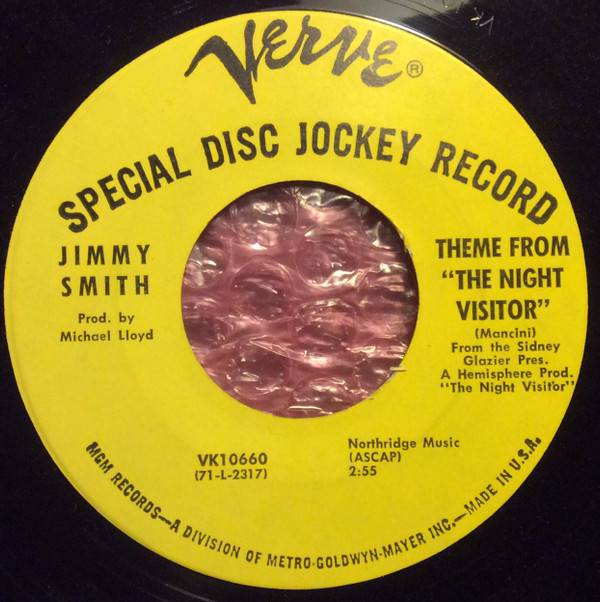 VERVE®
SPECIAL DISC JOCKEY RECORD
JIMMY
SMITH
Prod. by
Michael Lloyd
THEME FROM
"THE NIGHT
VISITOR"
(Mancini)
From the Sidney
Glazier Pres.
A Hemisphere Prod.
"The Night Visitor"
VK10660
(71-L-2317)
Northridge Music
(ASCAP)
2:55
MGM RECORDS—A DIVISION OF METRO-GOLDWYN-MAYER INC.—MADE IN U.S.A.